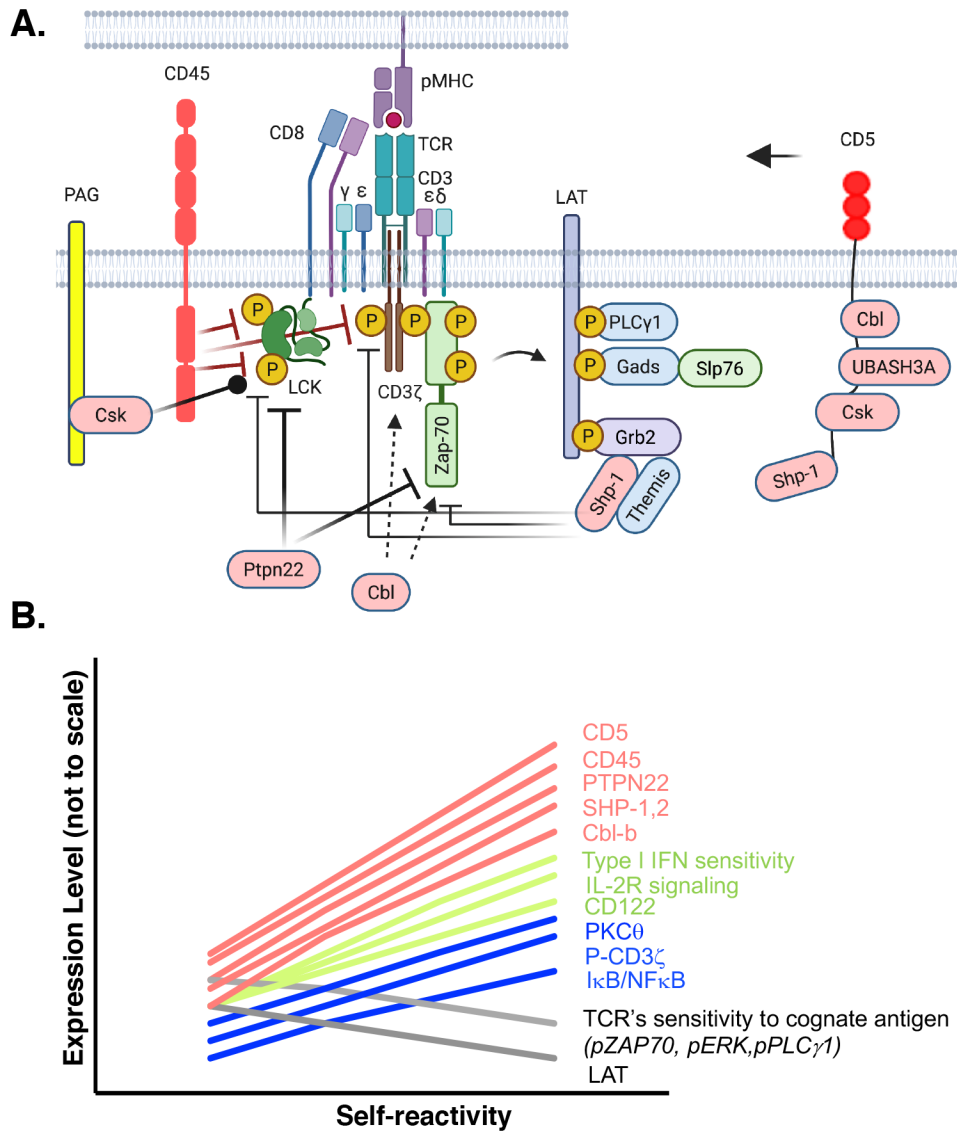 A.
CD45
pMHC
CD8
TCR
CD5
PAG
γ ε
CD3
εδ
LAT
P
P
P
P
P
PLCγ1
Cbl
P
P
P
Gads
Slp76
UBASH3A
LCK
CD3ζ
Csk
Csk
Zap-70
P
Grb2
Shp-1
Themis
Shp-1
Ptpn22
Cbl
B.
Expression Level (not to scale)
CD5
CD45
PTPN22
SHP-1,2
Cbl-b
Type I IFN sensitivity
IL-2R signaling
CD122
PKCθ
P-CD3ζ
IκB/NFκB
TCR's sensitivity to cognate antigen
(pZAP70, pERK,pPLCγ1)
LAT
Self-reactivity